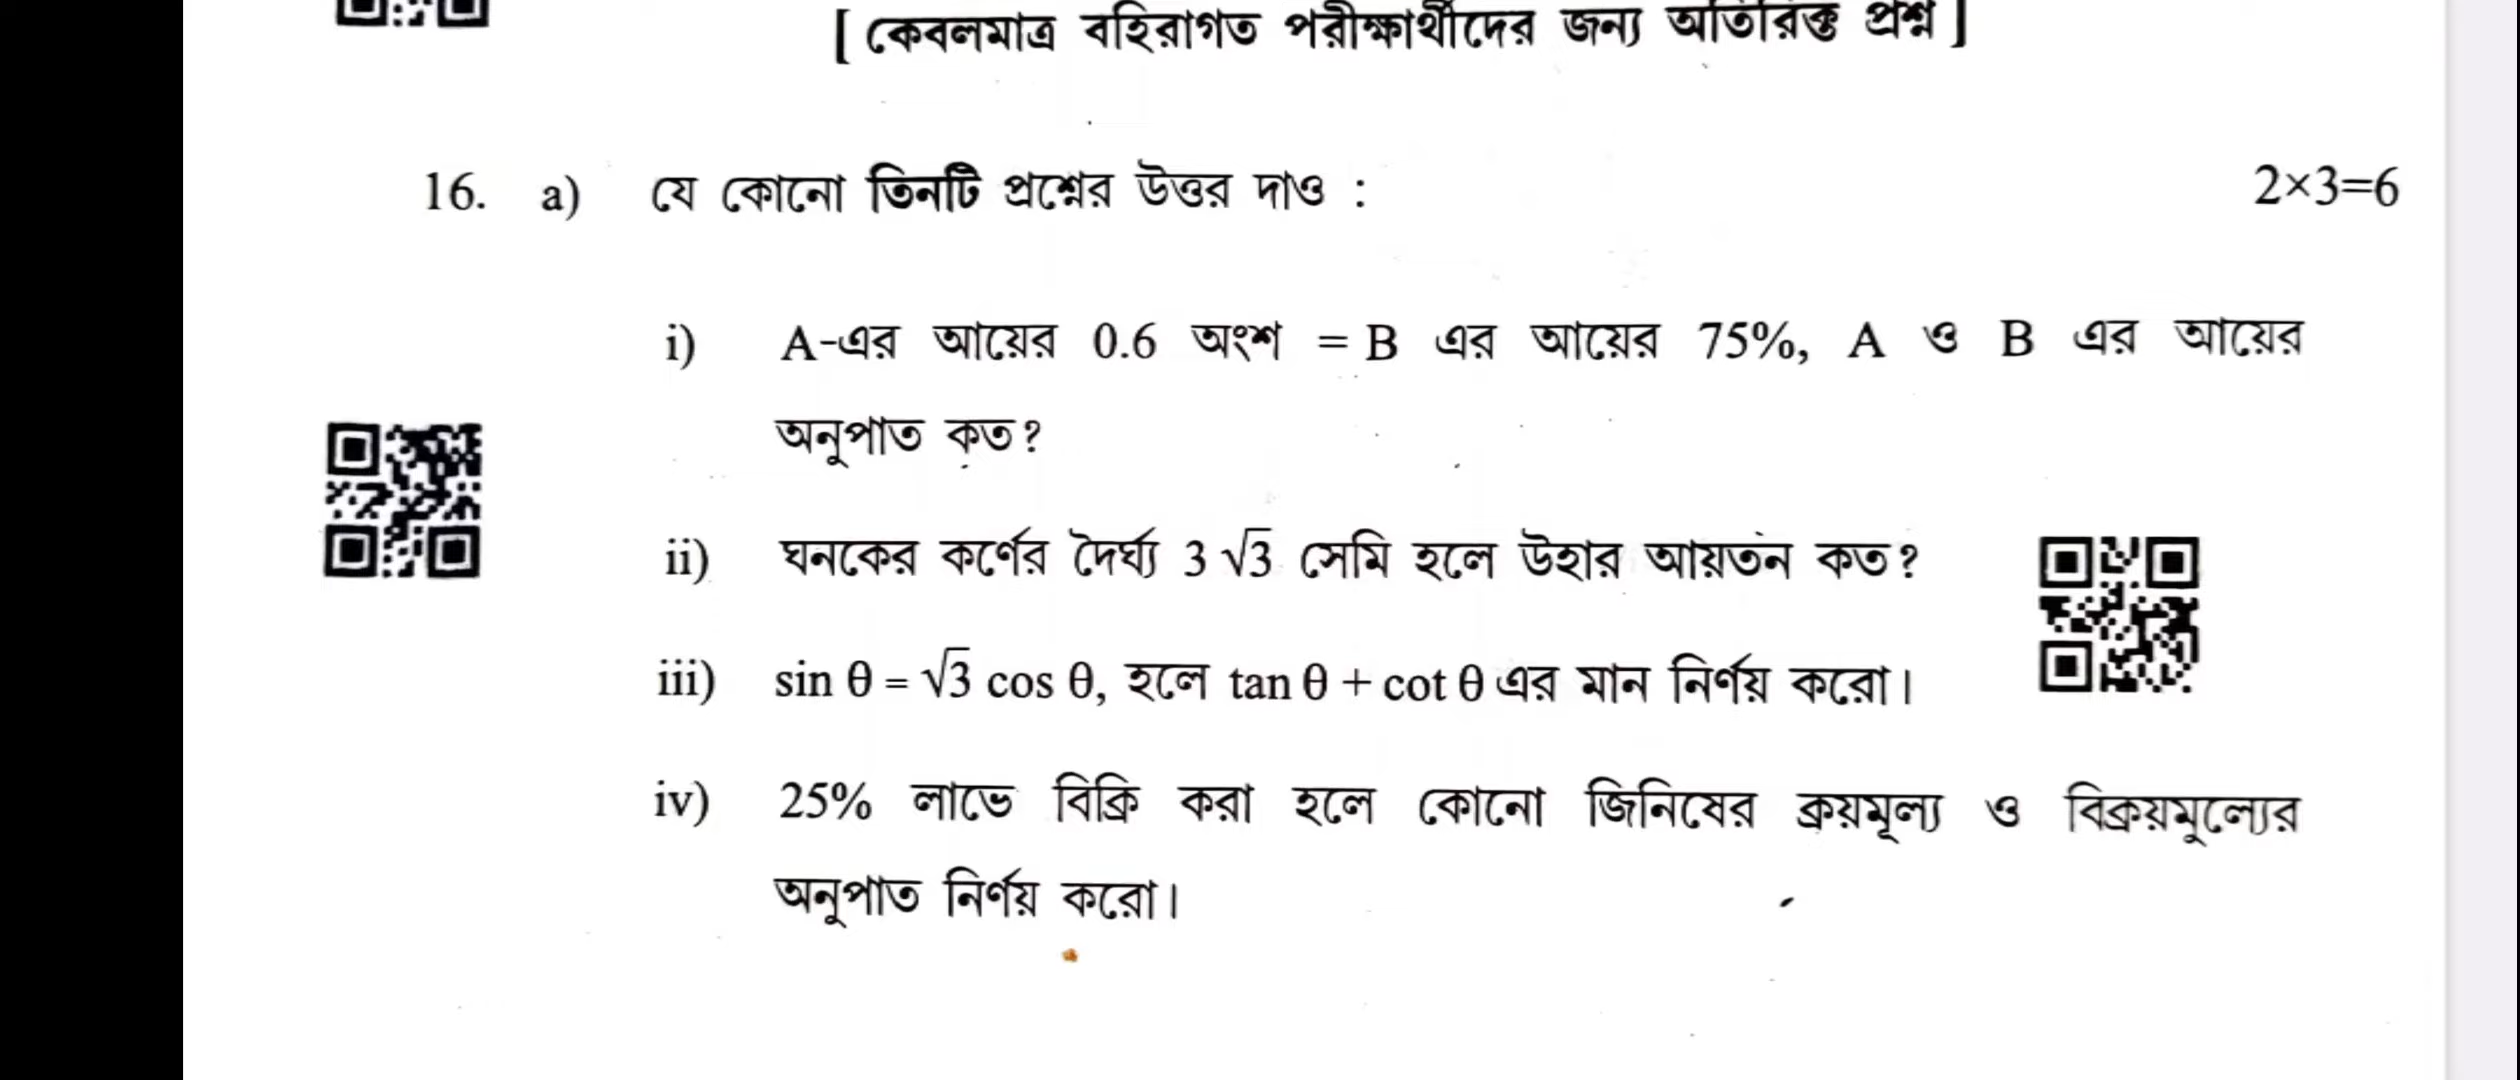 [ কেবলমাত্র বহিরাগত পরীক্ষার্থীদের জন্য অতিরিক্ত প্রশ্ন ]
16. a) যে কোনো তিনটি প্রশ্নের উত্তর দাও : 2×3=6
i) A-এর আয়ের 0.6 অংশ = B এর আয়ের 75%, A ও B এর আয়ের
অনুপাত কত?
ii) ঘনকের কর্ণের দৈর্ঘ্য 3 √3 সেমি হলে উহার আয়তন কত?
iii) sin θ = √3 cos θ, হলে tan θ + cot θ এর মান নির্ণয় করো।
iv) 25% লাভে বিক্রি করা হলে কোনো জিনিষের ক্রয়মূল্য ও বিক্রয়মূল্যের
অনুপাত নির্ণয় করো।